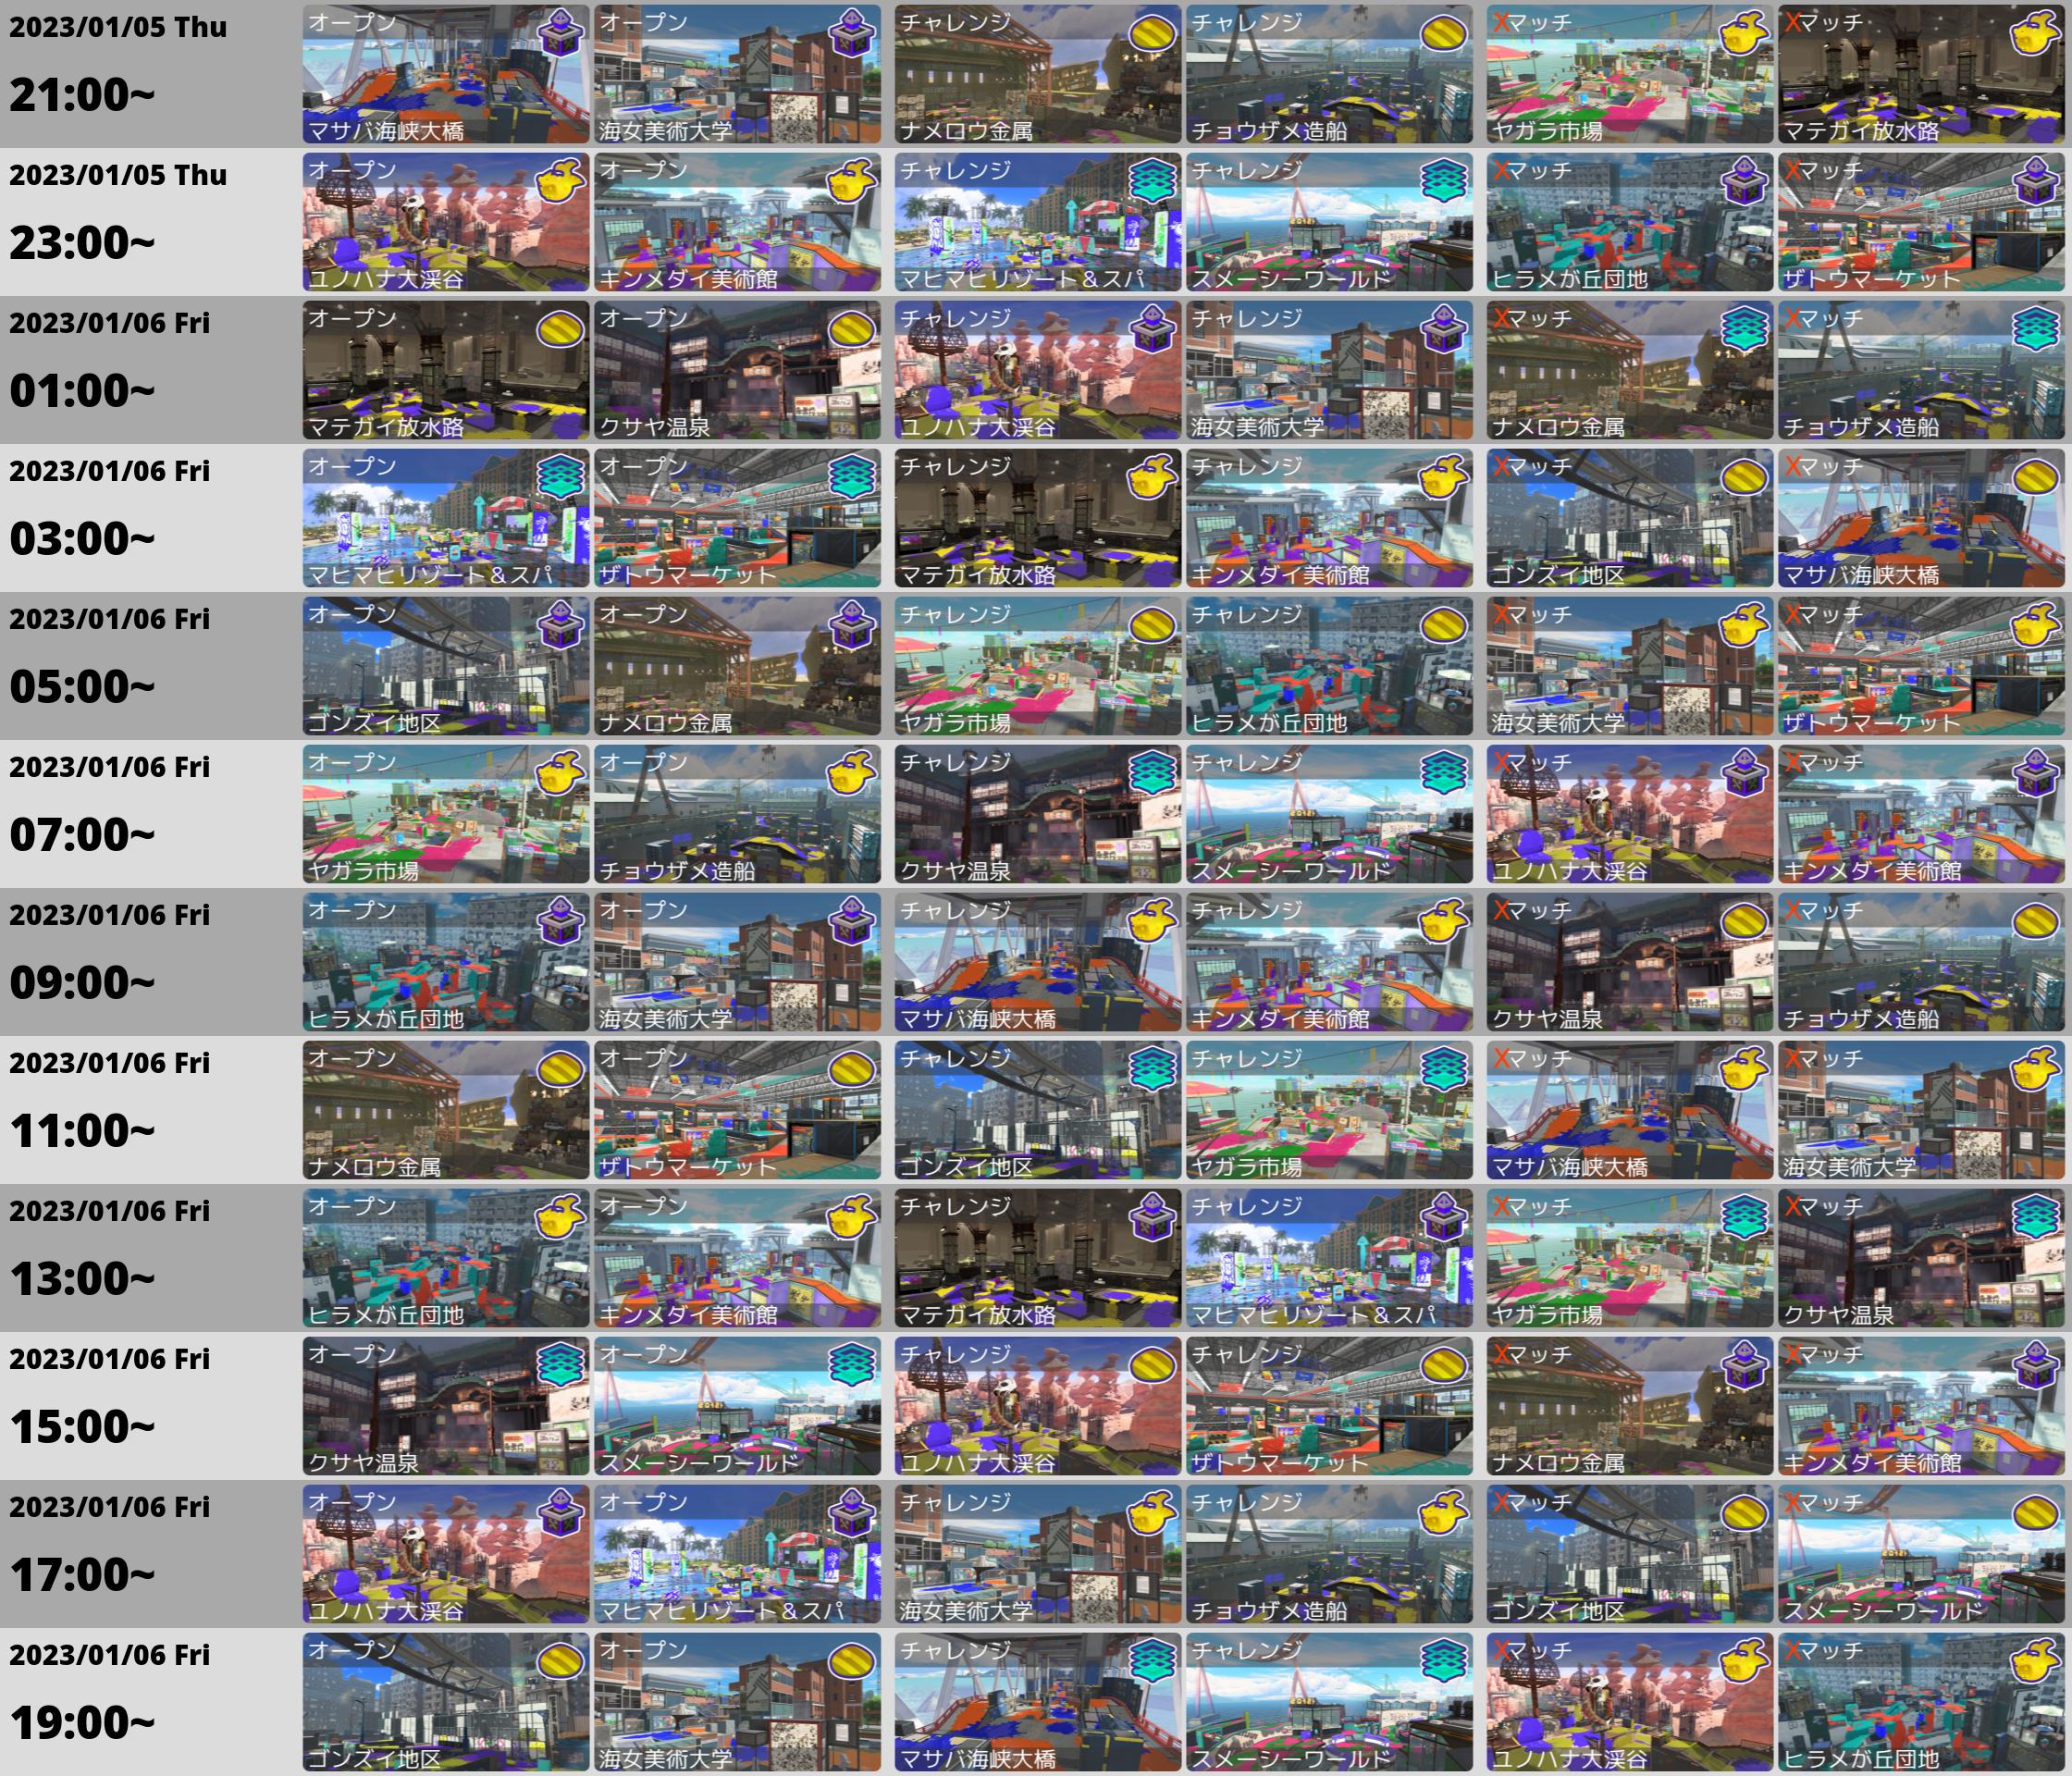 2023/01/05 Thu
21:00~
オープン オープン チャレンジ チャレンジ Xマッチ Xマッチ
マサバ海峡大橋 海女美術大学 ナメロウ金属 チョウザメ造船 ヤガラ市場 マテガイ放水路
2023/01/05 Thu
23:00~
オープン オープン チャレンジ チャレンジ Xマッチ Xマッチ
ユノハナ大渓谷 キンメダイ美術館 マヒマヒリゾート&スパ スメーシーワールド ヒラメが丘団地 ザトウマーケット
2023/01/06 Fri
01:00~
オープン オープン チャレンジ チャレンジ Xマッチ Xマッチ
マテガイ放水路 クサヤ温泉 ユノハナ大渓谷 海女美術大学 ナメロウ金属 チョウザメ造船
2023/01/06 Fri
03:00~
オープン オープン チャレンジ チャレンジ Xマッチ Xマッチ
マヒマヒリゾート&スパ ザトウマーケット マテガイ放水路 キンメダイ美術館 ゴンズイ地区 マサバ海峡大橋
2023/01/06 Fri
05:00~
オープン オープン チャレンジ チャレンジ Xマッチ Xマッチ
ゴンズイ地区 ナメロウ金属 ヤガラ市場 ヒラメが丘団地 海女美術大学 ザトウマーケット
2023/01/06 Fri
07:00~
オープン オープン チャレンジ チャレンジ Xマッチ Xマッチ
ヤガラ市場 チョウザメ造船 クサヤ温泉 スメーシーワールド ユノハナ大渓谷 キンメダイ美術館
2023/01/06 Fri
09:00~
オープン オープン チャレンジ チャレンジ Xマッチ Xマッチ
ヒラメが丘団地 海女美術大学 マサバ海峡大橋 キンメダイ美術館 クサヤ温泉 チョウザメ造船
2023/01/06 Fri
11:00~
オープン オープン チャレンジ チャレンジ Xマッチ Xマッチ
ナメロウ金属 ザトウマーケット ゴンズイ地区 ヤガラ市場 マサバ海峡大橋 海女美術大学
2023/01/06 Fri
13:00~
オープン オープン チャレンジ チャレンジ Xマッチ Xマッチ
ヒラメが丘団地 キンメダイ美術館 マテガイ放水路 マヒマヒリゾート&スパ ヤガラ市場 クサヤ温泉
2023/01/06 Fri
15:00~
オープン オープン チャレンジ チャレンジ Xマッチ Xマッチ
クサヤ温泉 スメーシーワールド ユノハナ大渓谷 ザトウマーケット ナメロウ金属 キンメダイ美術館
2023/01/06 Fri
17:00~
オープン オープン チャレンジ チャレンジ Xマッチ Xマッチ
ユノハナ大渓谷 マヒマヒリゾート&スパ 海女美術大学 チョウザメ造船 ゴンズイ地区 スメーシーワールド
2023/01/06 Fri
19:00~
オープン オープン チャレンジ チャレンジ Xマッチ Xマッチ
ゴンズイ地区 海女美術大学 マサバ海峡大橋 スメーシーワールド ユノハナ大渓谷 ヒラメが丘団地